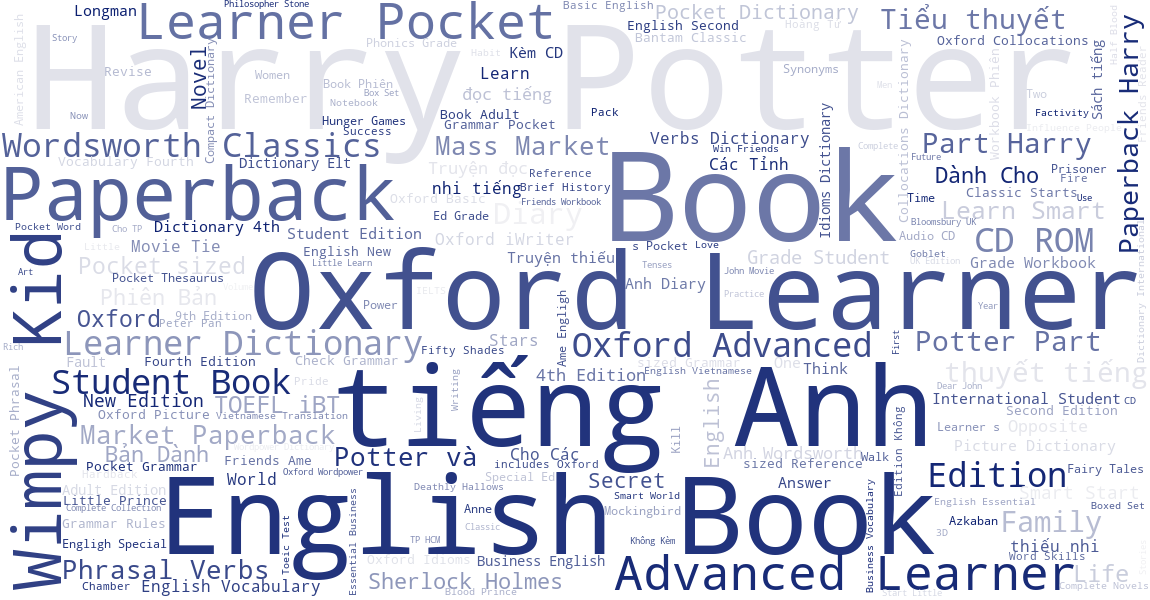 Philosopher Stone
Basic English
Longman
Learner Pocket
Pocket Dictionary
Tiểu thuyết
Half Blood
American English
Story
Harry Potter
English Second
Hoàng Tử
Bantam Classic
Oxford Collocations
Phonics Grade
Habit
Kèm CD
Novel
Compact Dictionary
Revise
Women
Learn
Synonyms
Sách tiếng
Paperback Harry
Friends Reader
Book Phiên
Box Set
Men
Two
Remember
Notebook
đọc tiếng
Now
Hunger Games
Book Adult
Pack
Factivity
Success
Grammar Pocket
Influence People
Wordsworth Classics
Mass Market
Verbs Dictionary
Win Friends
Complete
Part Harry
Workbook Phiên
Collocations Dictionary
Idioms Dictionary
Vocabulary Fourth
Dictionary Elt
Truyện đọc
Các Tỉnh
Future
Prisoner
Reference
Dành Cho
Fire
Paperback
nhi tiếng
Brief History
Book
Classic Starts
Use
Time
Oxford Basic
Friends Workbook
Ed Grade
Diary
Learn Smart
Pocket Word
Cho TP
Dictionary 4th
Student Edition
Bloomsbury UK
Oxford iWriter
Audio CD
CD ROM
Kid
Little
Movie Tie
English New
s Pocket
Love
Goblet
Pocket sized
Little Learn
Truyện thiếu
Tenses
Grade Student
UK Edition
Grade Workbook
Art
Pocket Thesaurus
Oxford Learner
John Movie
Dictionary International
Volume
IELTS
Anh Diary
Practice
Phiên Bản
Power
Year
Oxford
9th Edition
Peter Pan
Ame English
First
Rich
Learner Dictionary
Stars
Oxford Advanced
Potter Part
Fifty Shades
Fault
Fourth Edition
Check Grammar
sized Grammar
One
Think
thuyết tiếng
English Vietnamese
Student Book
Pride
tiếng Anh
4th Edition
Writing
Dear John
Pocket Phrasal
New Edition
TOEFL iBT
Living
International Student
CD
Oxford Picture
Vietnamese Translation
Second Edition
Wimpy
Market Paperback
Kill
English
Edition Không
Learner s
Opposite
Bản Dành
Potter và
Cho Các
Anh Wordsworth
Walk
Picture Dictionary
Pocket Grammar
Friends Ame
includes Oxford
sized Reference
Hardback
Oxford Wordpower
World
Special Ed
Secret
Answer
Edition
Fairy Tales
Adult Edition
English Book
Deathly Hallows
Smart World
Smart Start
Little Prince
Complete Collection
English Essential
Boxed Set
Anne
Mockingbird
Grammar Rules
Toeic Test
Essential Business
Classic
Business Vocabulary
Azkaban
Family
3D
Engligh Special
TP HCM
Không Kèm
thiếu nhi
Word Skills
Phrasal Verbs
Oxford Idioms
Business English
Advanced Learner
Life
Chamber
English Vocabulary
Sherlock Holmes
Blood Prince
Start Little
Complete Novels